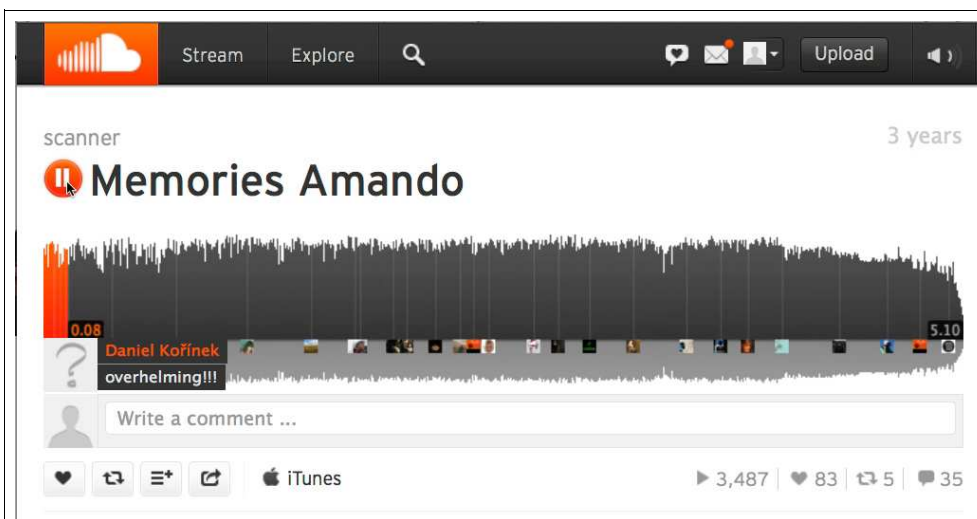 Stream Explore Upload
scanner 3 years
Memories Amando
0.08 5.10
Daniel Kořínek
overhelming!!!
Write a comment ...
iTunes 3,487 83 5 35